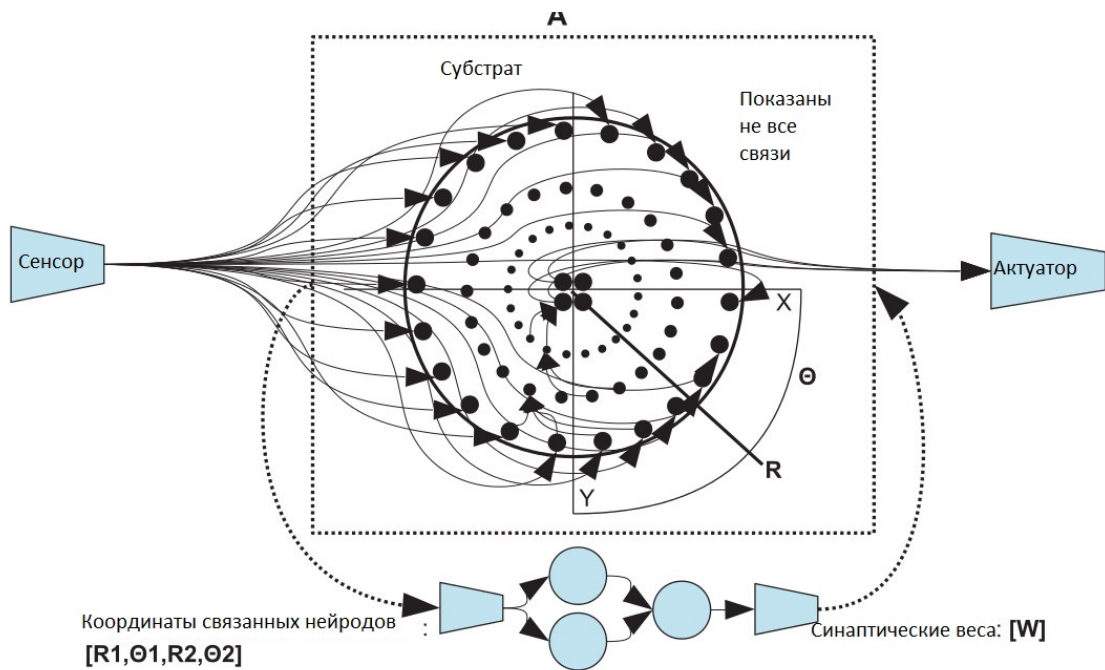 A
Субстрат
Показаны
не все
связи
Сенсор
Актуатор
X
Θ
R
Y
Координаты связанных нейродов
:
[R1,Θ1,R2,Θ2]
Синаптические веса: [W]